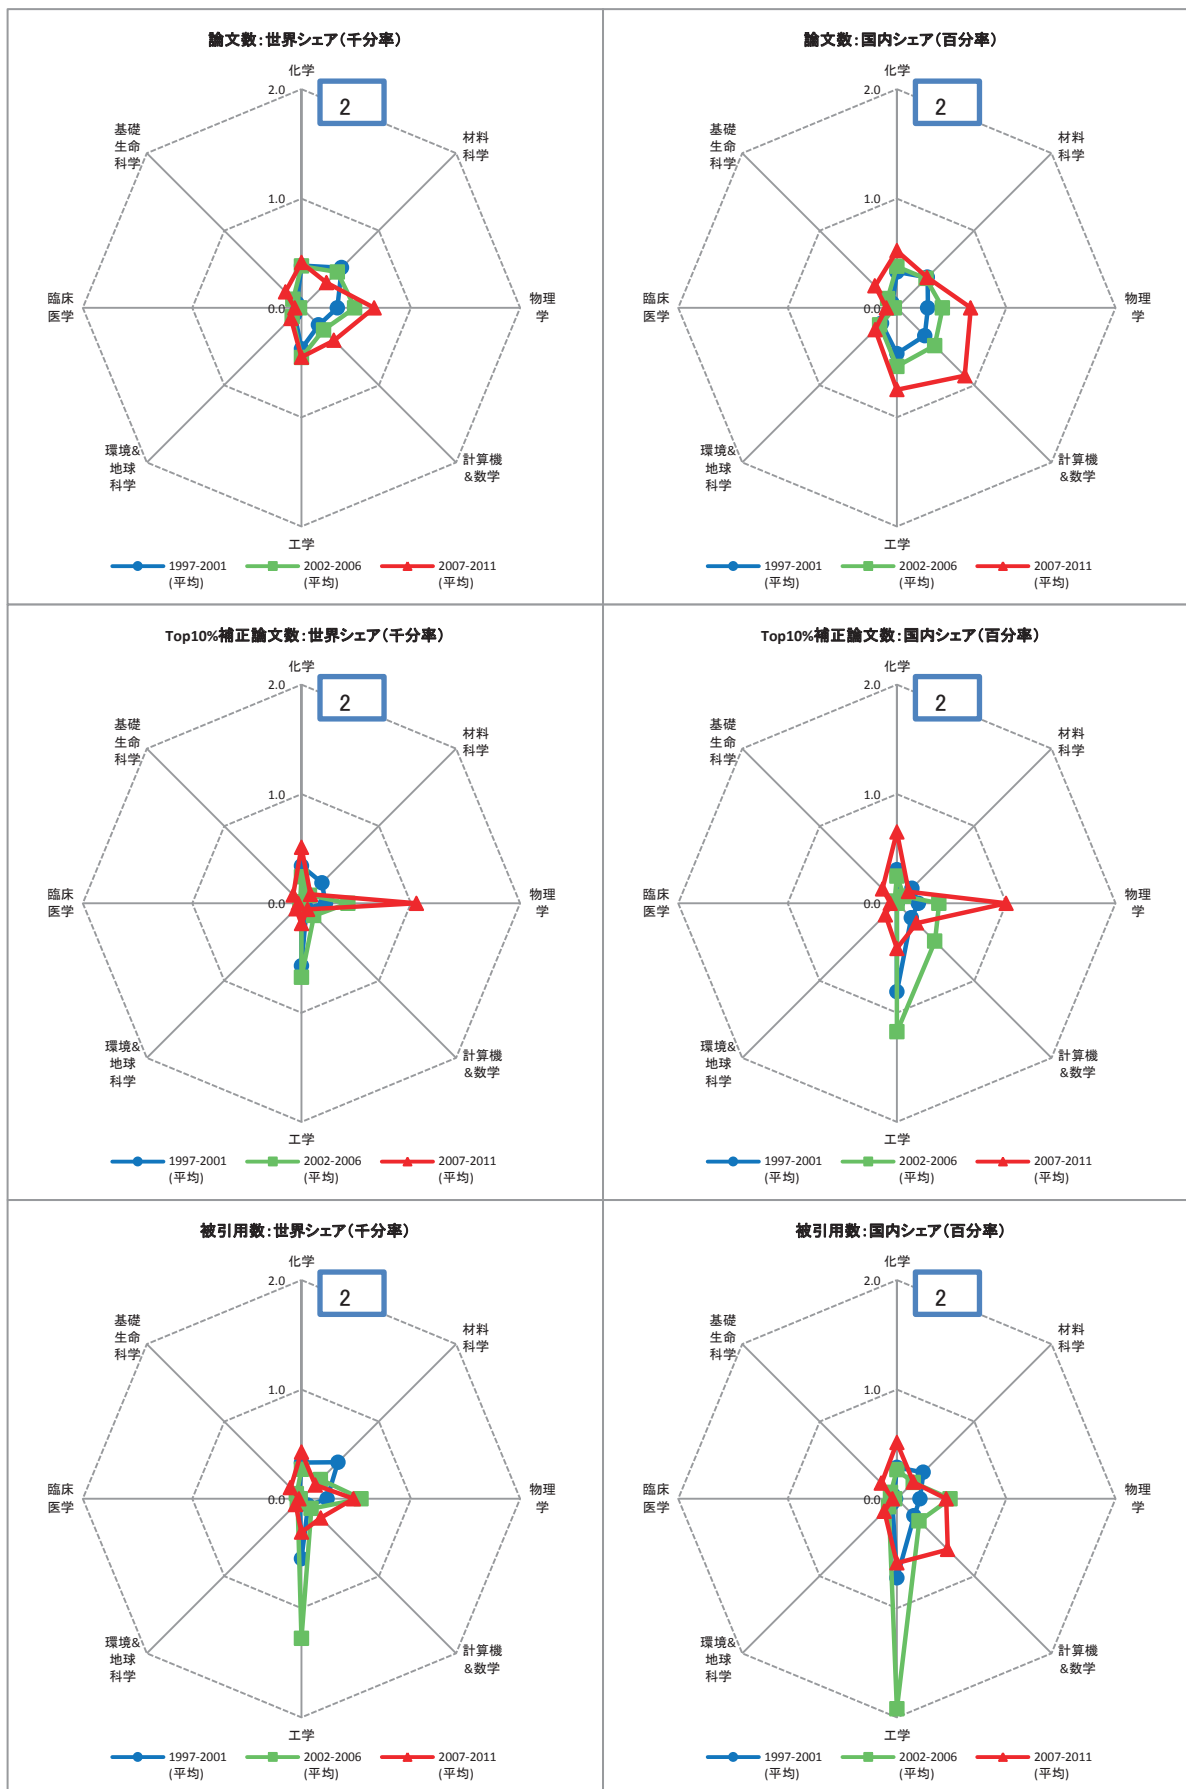 論文数：世界シェア（千分率）
化学
2.0
2
基礎
生命
科学
材料
科学
1.0
臨床
医学
0.0
物理
学
環境&
地球
科学
計算機
&数学
工学
1997-2001
(平均)
2002-2006
(平均)
2007-2011
(平均)
論文数：国内シェア（百分率）
化学
2.0
2
基礎
生命
科学
材料
科学
1.0
臨床
医学
0.0
物理
学
環境&
地球
科学
計算機
&数学
工学
1997-2001
(平均)
2002-2006
(平均)
2007-2011
(平均)
Top10%補正論文数：世界シェア（千分率）
化学
2.0
2
基礎
生命
科学
材料
科学
1.0
臨床
医学
0.0
物理
学
環境&
地球
科学
計算機
&数学
工学
1997-2001
(平均)
2002-2006
(平均)
2007-2011
(平均)
Top10%補正論文数：国内シェア（百分率）
化学
2.0
2
基礎
生命
科学
材料
科学
1.0
臨床
医学
0.0
物理
学
環境&
地球
科学
計算機
&数学
工学
1997-2001
(平均)
2002-2006
(平均)
2007-2011
(平均)
被引用数：世界シェア（千分率）
化学
2.0
2
基礎
生命
科学
材料
科学
1.0
臨床
医学
0.0
物理
学
環境&
地球
科学
計算機
&数学
工学
1997-2001
(平均)
2002-2006
(平均)
2007-2011
(平均)
被引用数：国内シェア（百分率）
化学
2.0
2
基礎
生命
科学
材料
科学
1.0
臨床
医学
0.0
物理
学
環境&
地球
科学
計算機
&数学
工学
1997-2001
(平均)
2002-2006
(平均)
2007-2011
(平均)